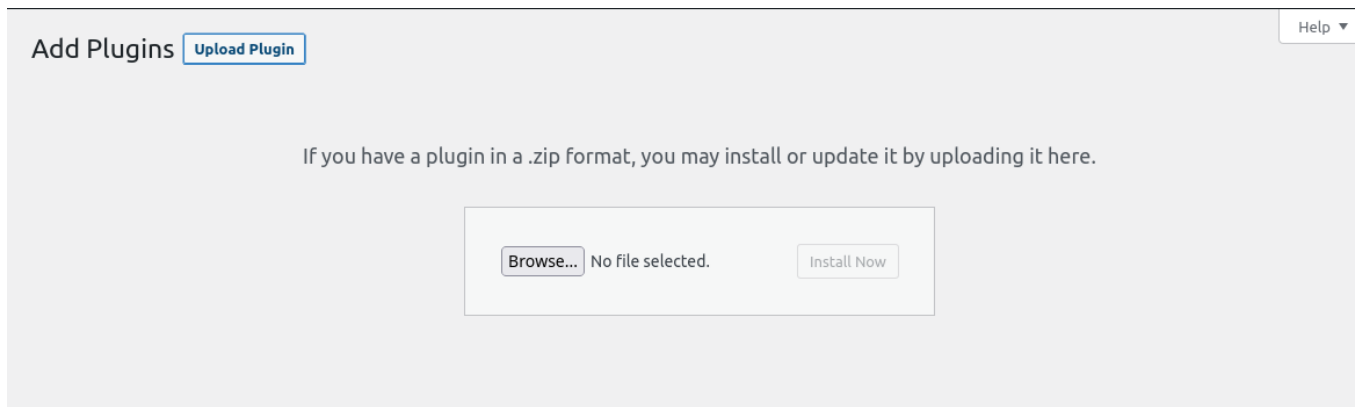 Help ▼
Add Plugins Upload Plugin
If you have a plugin in a .zip format, you may install or update it by uploading it here.
Browse... No file selected. Install Now